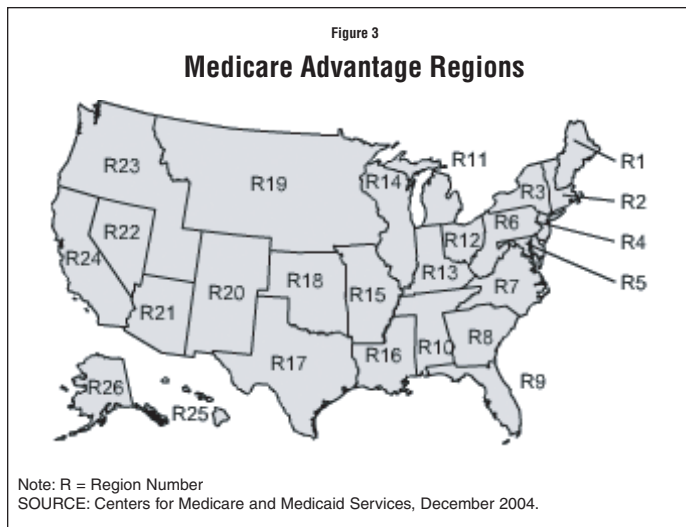 Figure 3
Medicare Advantage Regions
R11
R1
R23
R14
R19
R3
R2
R22
R6
R4
R12
R24
R13
R5
R18
R20
R15
R7
R21
R8
R10
R16
R17
R9
R26
R25
Note: R = Region Number
SOURCE: Centers for Medicare and Medicaid Services, December 2004.